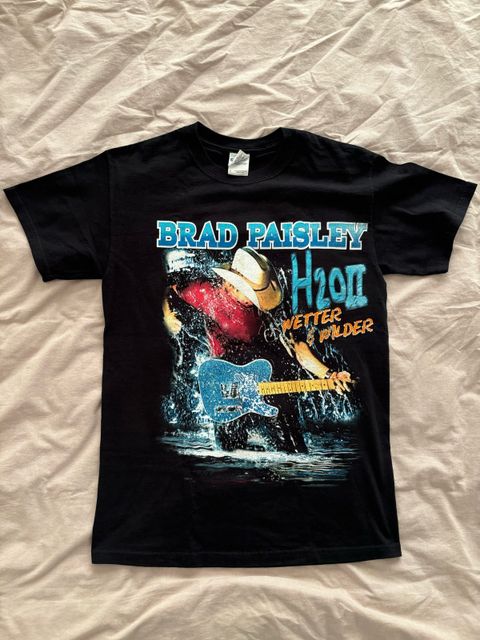 BRAD PAISLEY
H2OII
WETTER
& WILDER